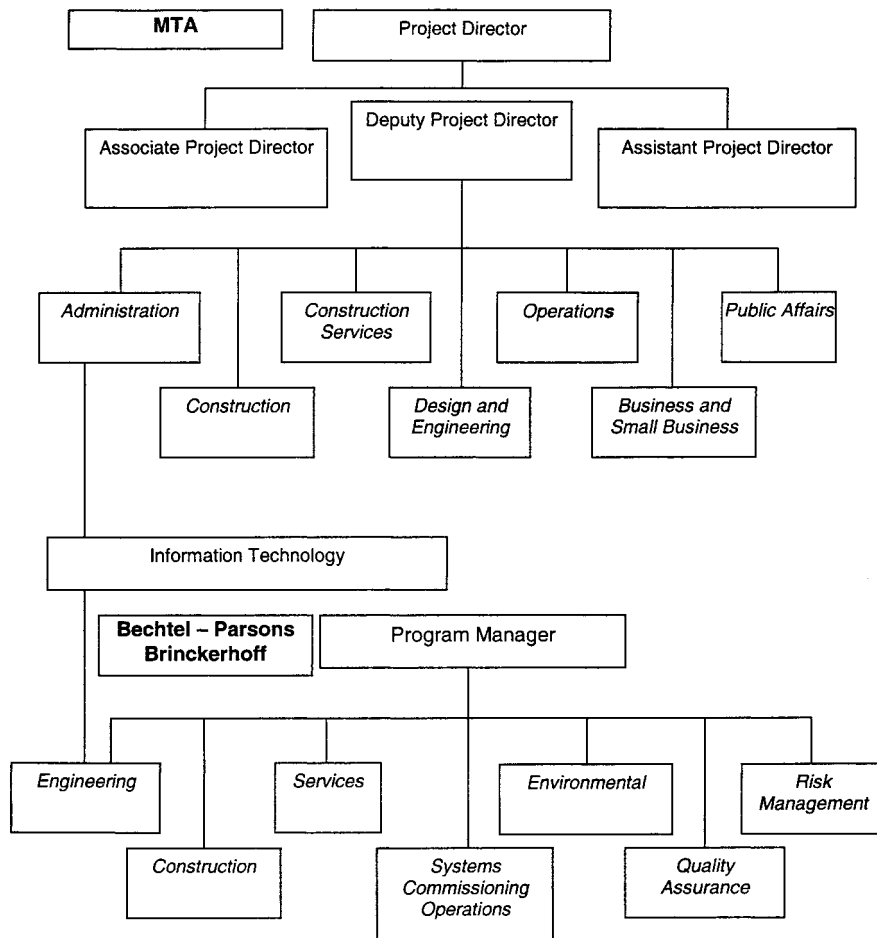 MTA
Project Director
Associate Project Director
Deputy Project Director
Assistant Project Director
Administration
Construction
Services
Operations
Public Affairs
Construction
Design and
Engineering
Business and
Small Business
Information Technology
Bechtel – Parsons
Brinckerhoff
Program Manager
Engineering
Services
Environmental
Risk
Management
Construction
Systems
Commissioning
Operations
Quality
Assurance